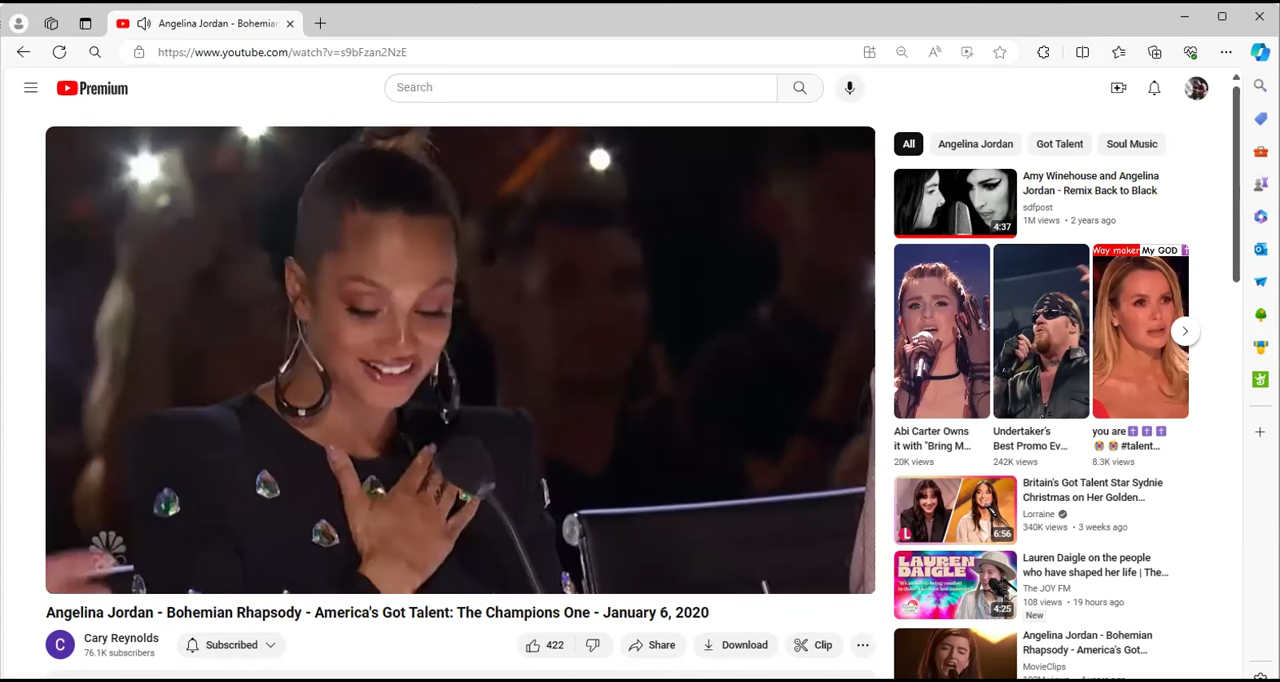 Angelina Jordan - Bohemia
https://www.youtube.com/watch?v=s9bFzan2NzE
Premium
Search
All
Angelina Jordan
Got Talent
Soul Music
4:37
Amy Winehouse and Angelina
Jordan - Remix Back to Black
sdfpost
1M views • 2 years ago
Way maker My GOD
Abi Carter Owns
it with "Bring M...
20K views
Undertaker's
Best Promo Ev...
242K views
you are✝️✝️✝️
#talent...
8.3K views
6:56
Britain's Got Talent Star Sydnie
Christmas on Her Golden...
Lorraine
340K views • 3 weeks ago
LAUREN
DAIGLE
4:25
Lauren Daigle on the people
who have shaped her life | The...
The JOY FM
108 views • 19 hours ago
New
Angelina Jordan - Bohemian
Rhapsody - America's Got...
MovieClips
Angelina Jordan - Bohemian Rhapsody - America's Got Talent: The Champions One - January 6, 2020
C
Cary Reynolds
76.1K subscribers
Subscribed
422
Share
Download
Clip